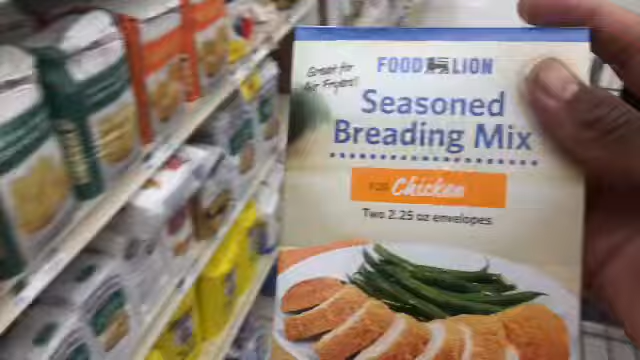 Great for
Air Fryers!
FOOD LION
Seasoned
Breading Mix
FOR Chicken
Two 2.25 oz envelopes